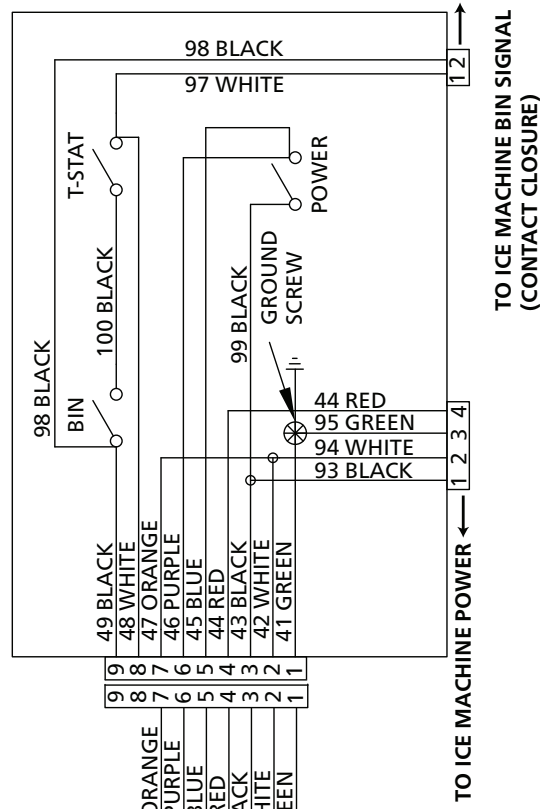 98 BLACK
97 WHITE
1 2
TO ICE MACHINE BIN SIGNAL
(CONTACT CLOSURE)
T-STAT
POWER
100 BLACK
99 BLACK
GROUND
SCREW
98 BLACK
BIN
44 RED
95 GREEN
94 WHITE
93 BLACK
1 2 3 4
TO ICE MACHINE POWER
49 BLACK
48 WHITE
47 ORANGE
46 PURPLE
45 BLUE
44 RED
43 BLACK
42 WHITE
41 GREEN
9 8 7 6 5 4 3 2 1
9 8 7 6 5 4 3 2 1
ORANGE
PURPLE
BLUE
RED
ACK
HITE
EEN